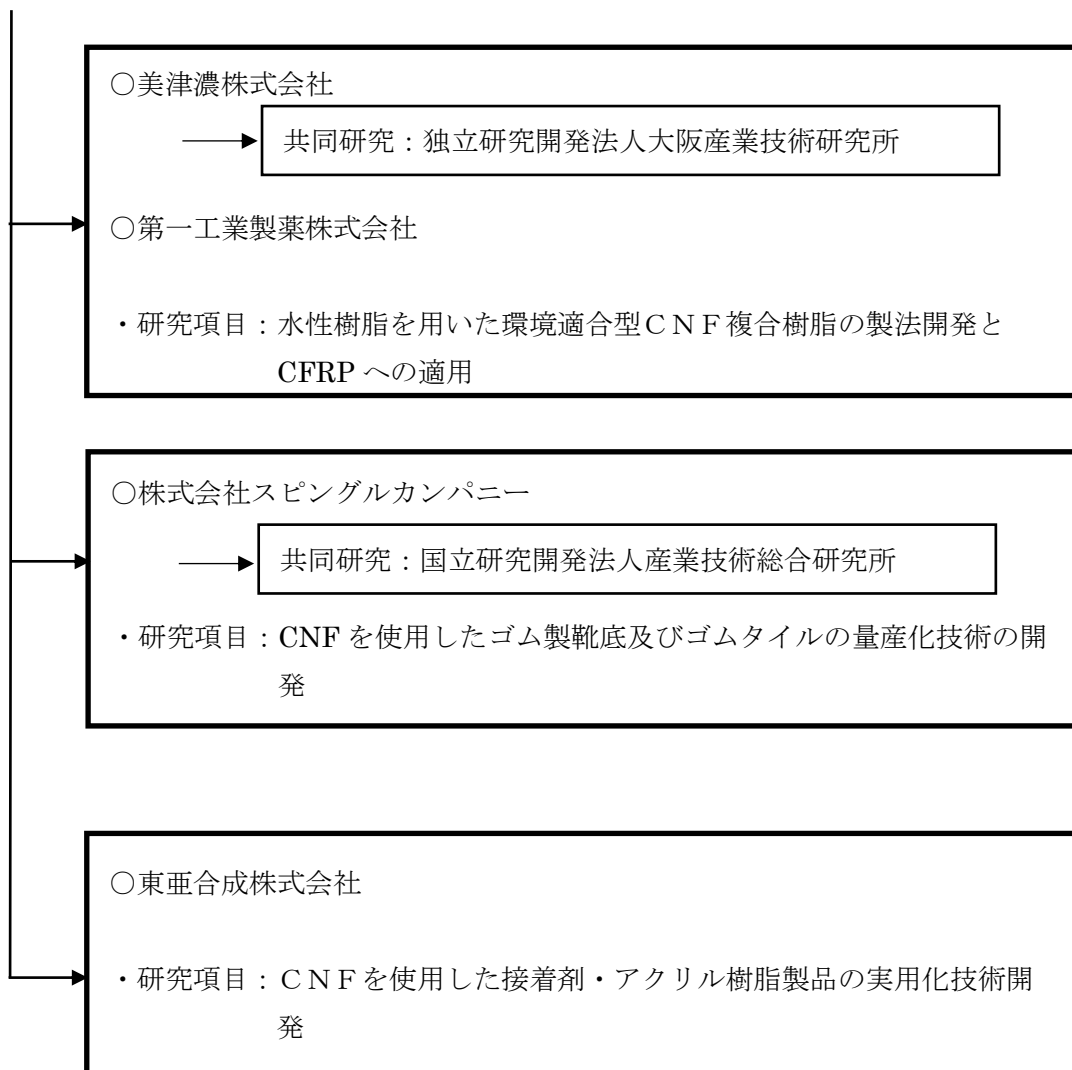 ○美津濃株式会社
共同研究：独立研究開発法人大阪産業技術研究所
○第一工業製薬株式会社
・研究項目：水性樹脂を用いた環境適合型ＣＮＦ複合樹脂の製法開発と
CFRP への適用
○株式会社スピングルカンパニー
共同研究：国立研究開発法人産業技術総合研究所
・研究項目：CNF を使用したゴム製靴底及びゴムタイルの量産化技術の開
発
○東亜合成株式会社
・研究項目：ＣＮＦを使用した接着剤・アクリル樹脂製品の実用化技術開
発